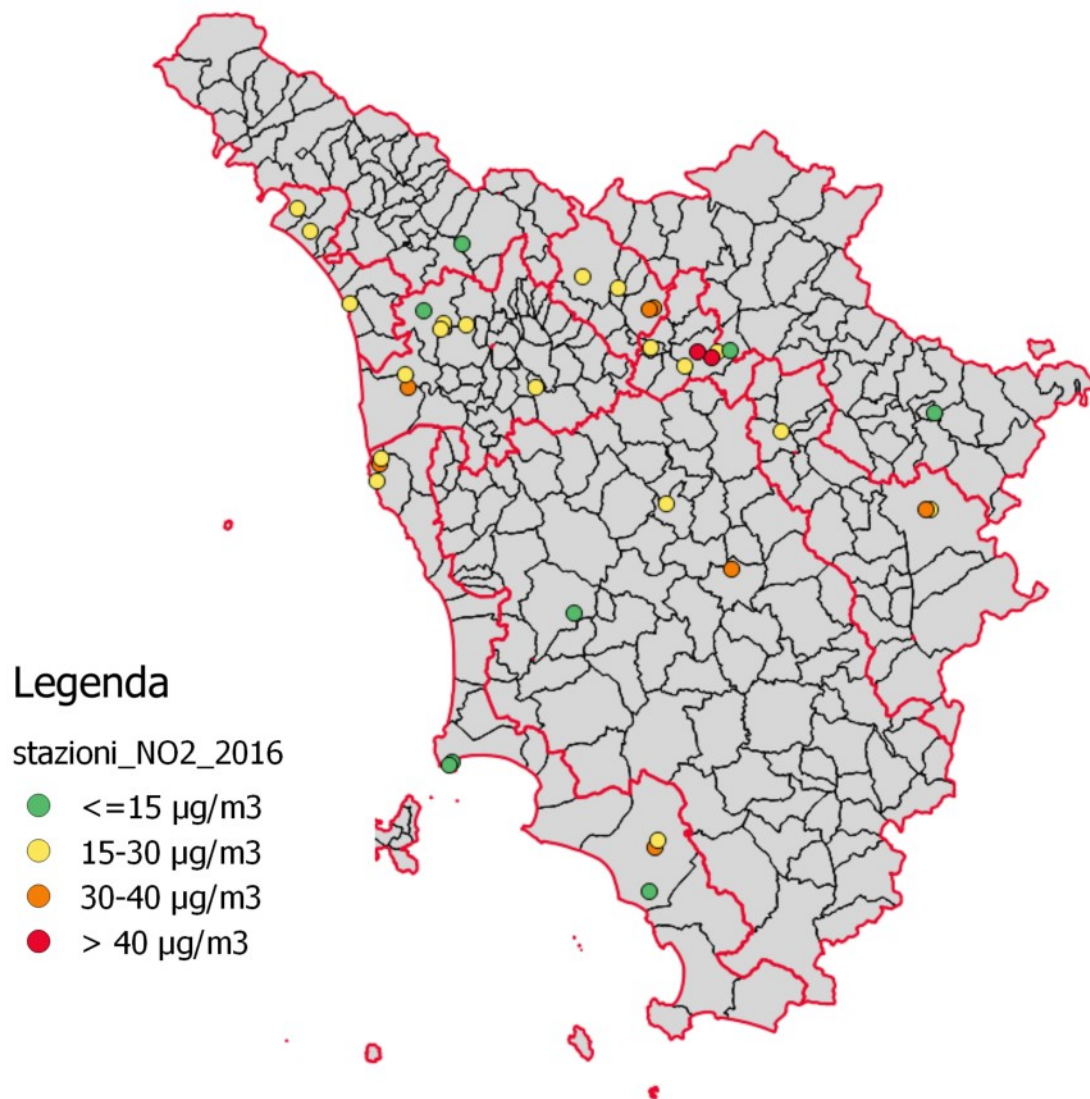 Legenda
stazioni_NO2_2016
<=15 µg/m3
15-30 µg/m3
30-40 µg/m3
> 40 µg/m3